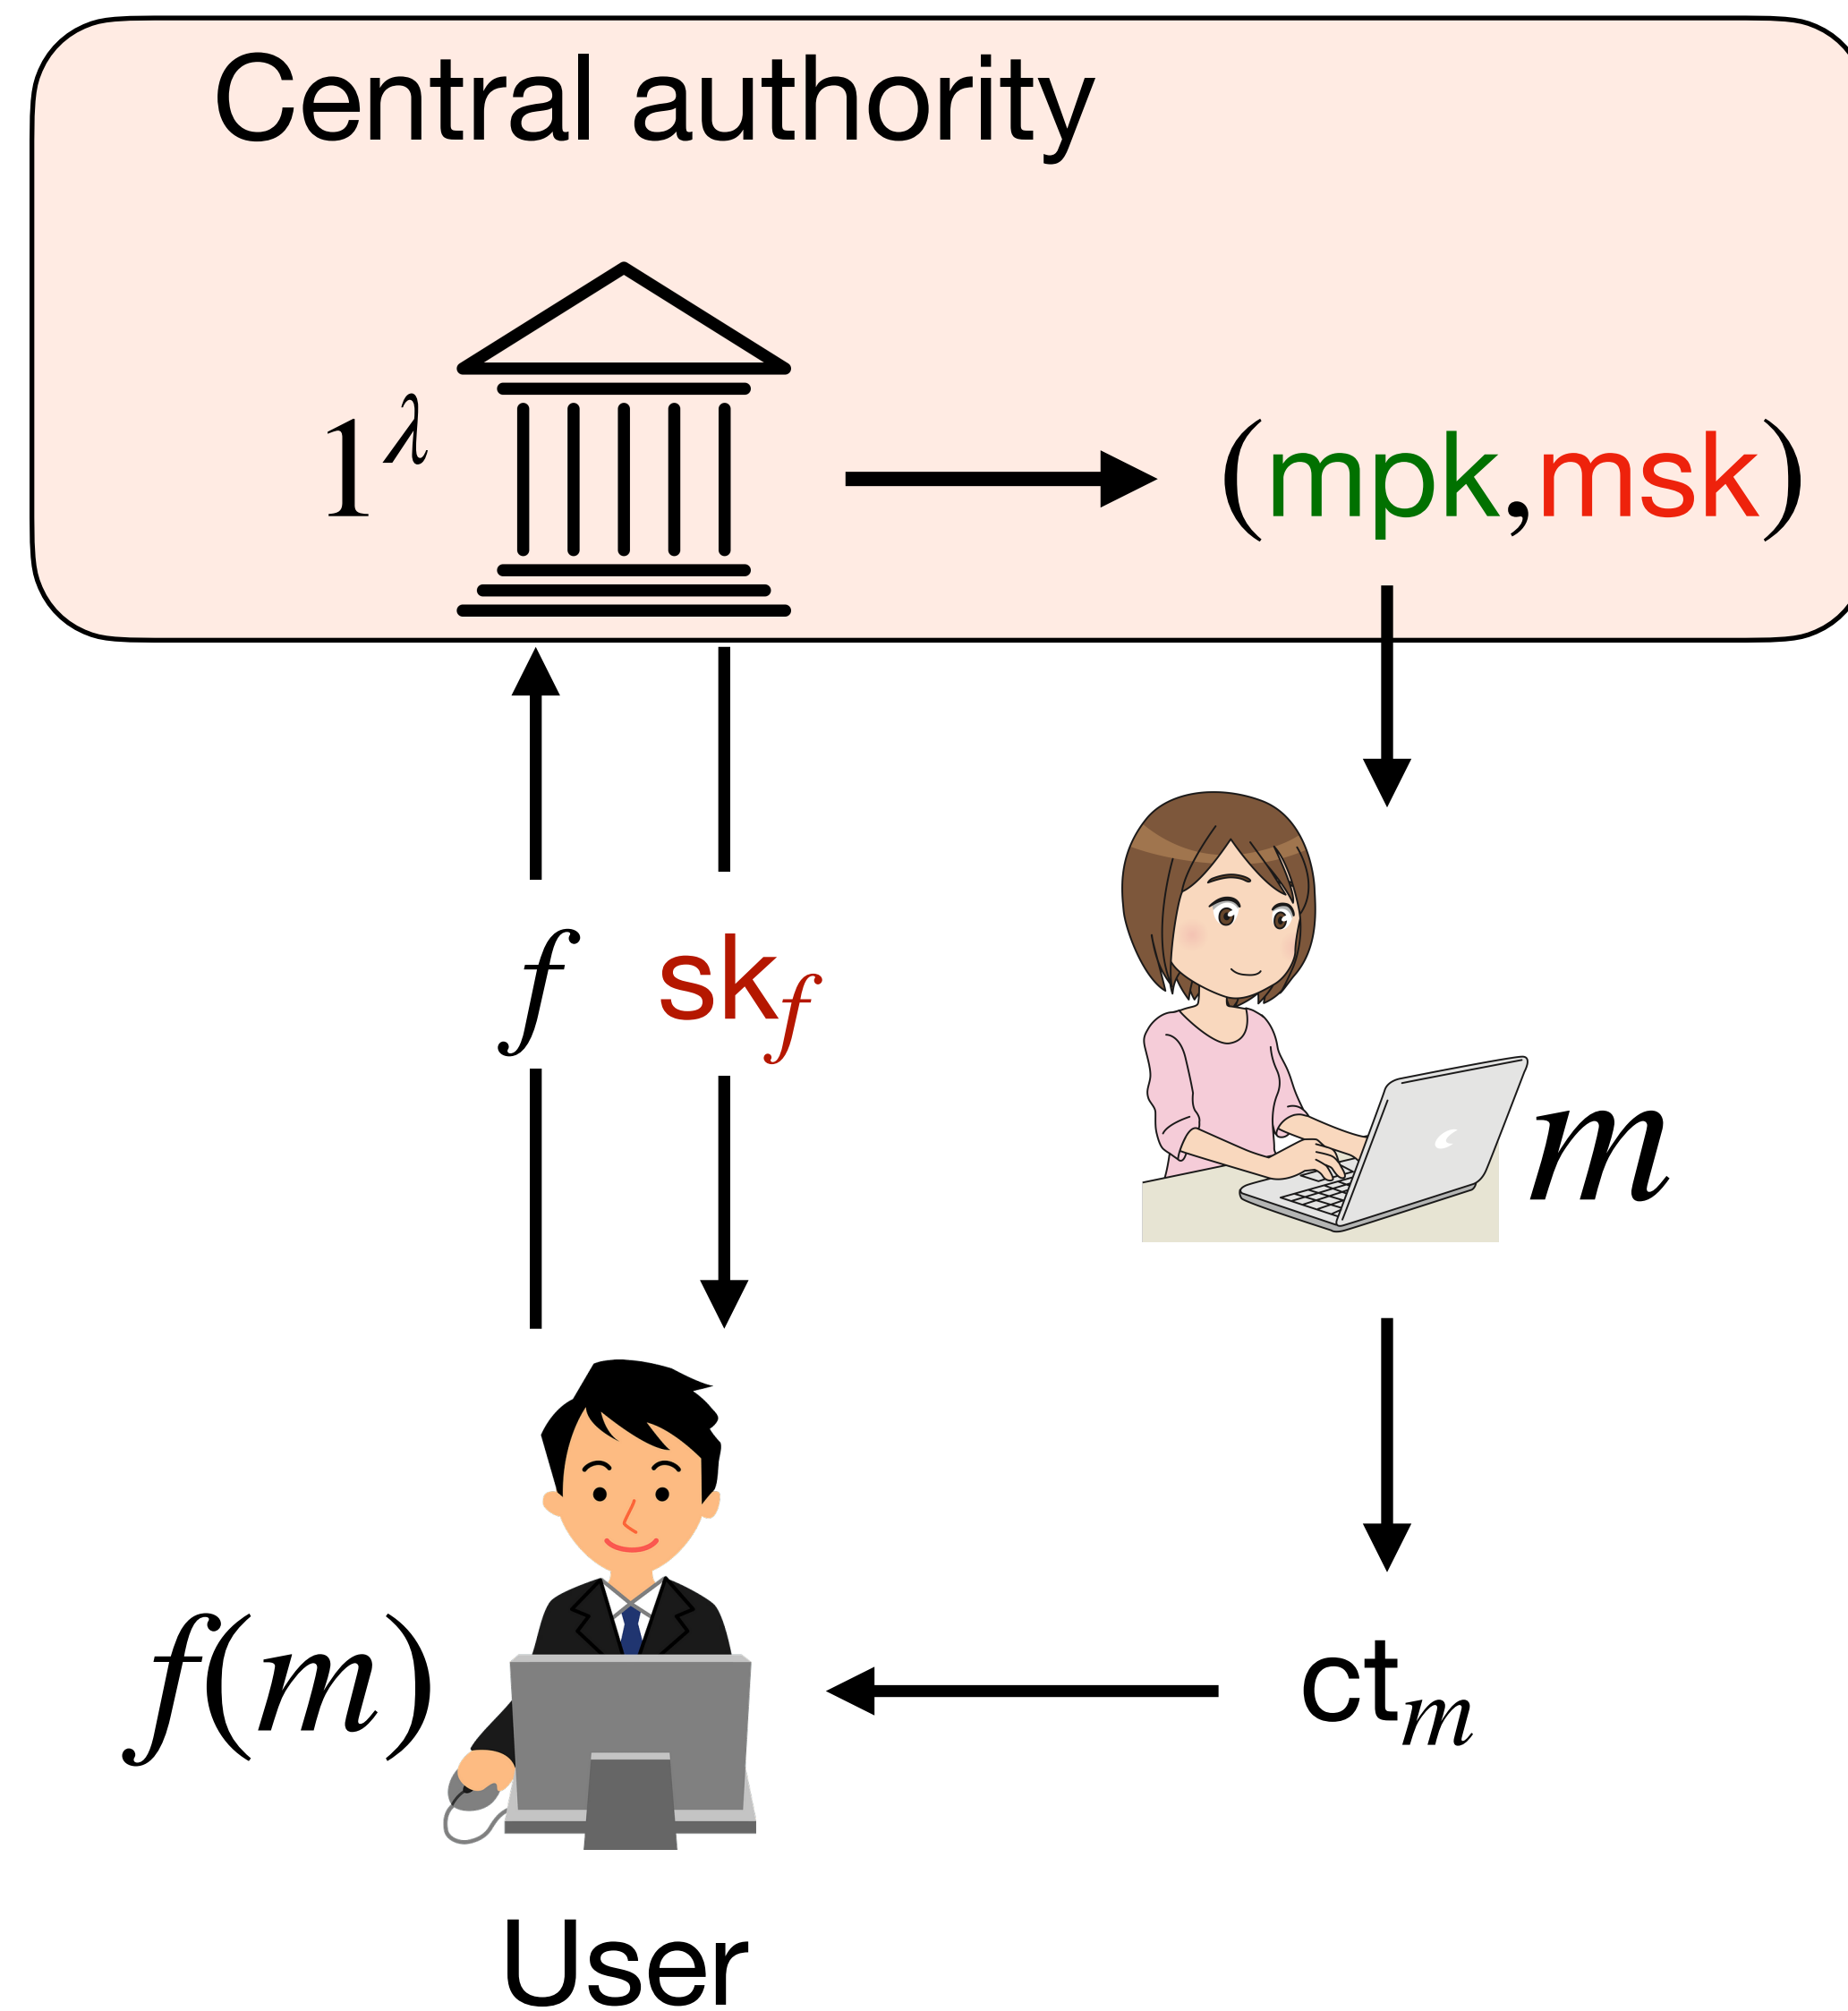 Central authority
1^λ
(mpk,msk)
f
sk_f
m
f(m)
ct_m
User